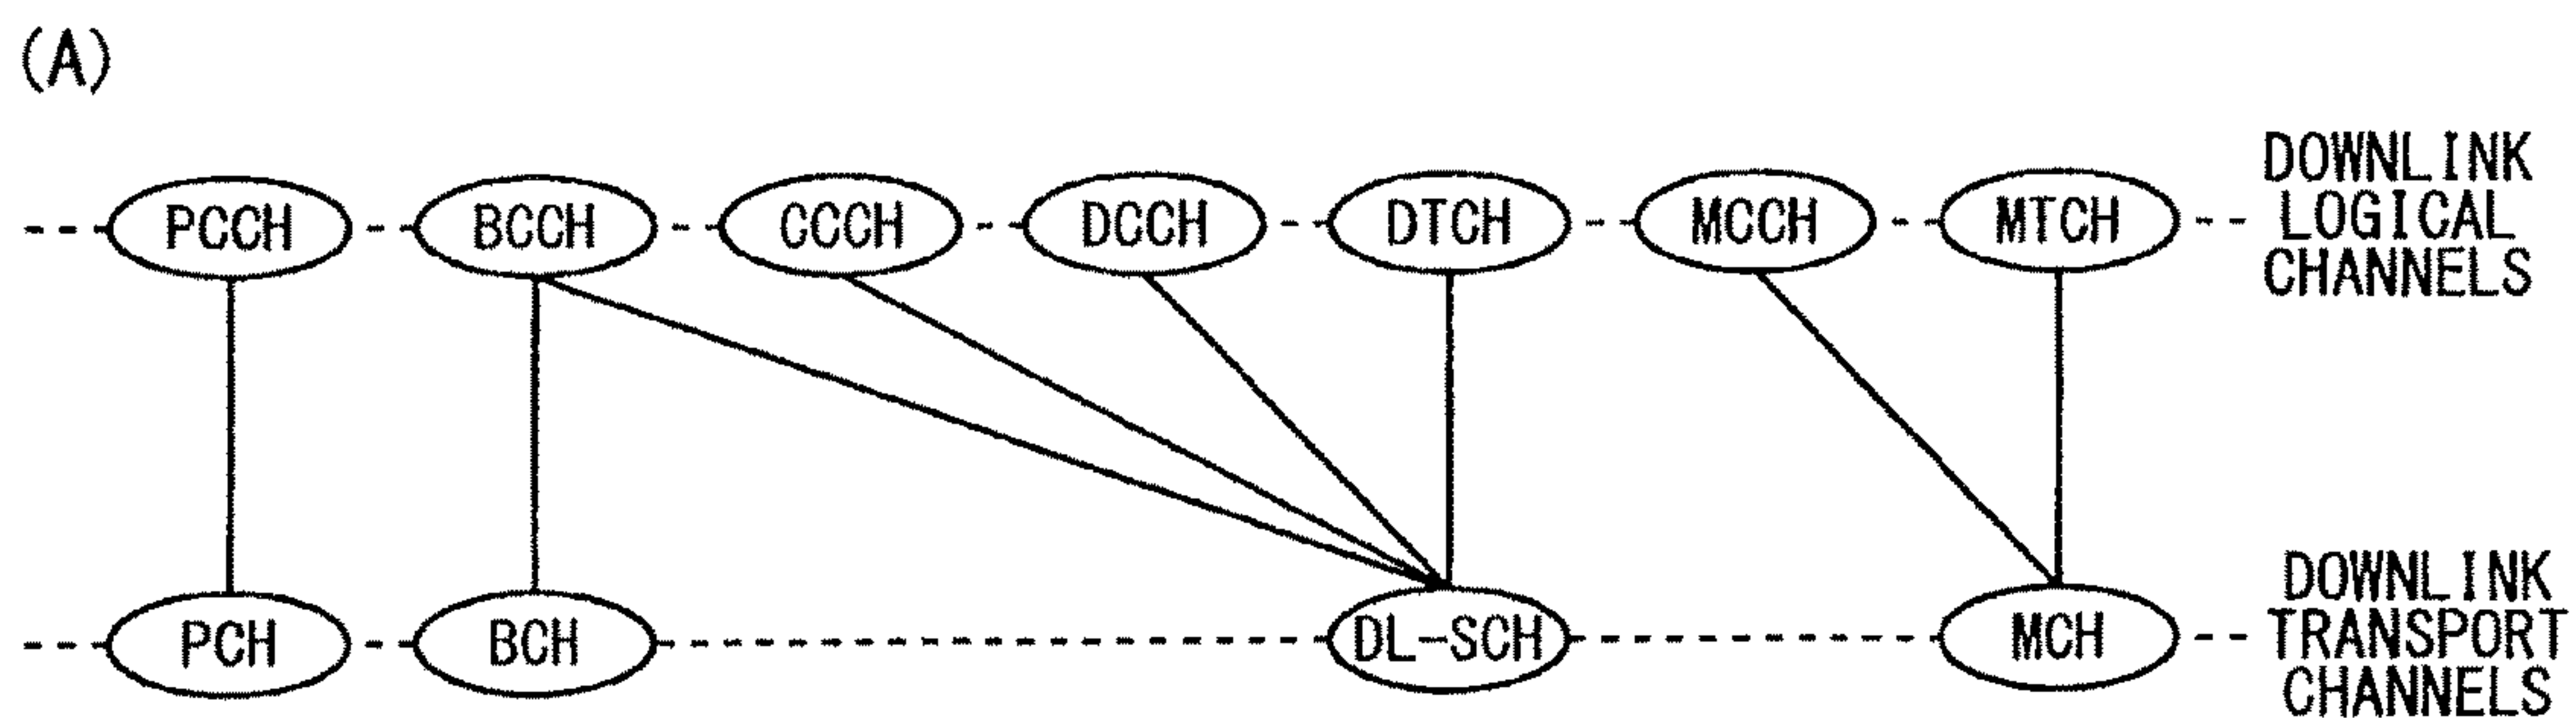 (A)
PCCH BCCH CCCH DCCH DTCH MCCH MTCH
DOWNLINK
LOGICAL
CHANNELS
PCH BCH DL-SCH MCH
DOWNLINK
TRANSPORT
CHANNELS